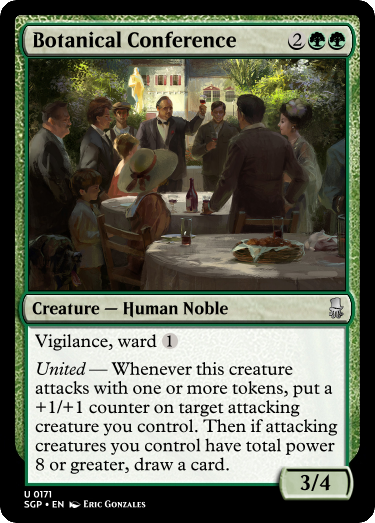 Botanical Conference 2
Creature — Human Noble
Vigilance, ward 1
United — Whenever this creature
attacks with one or more tokens, put a
+1/+1 counter on target attacking
creature you control. Then if attacking
creatures you control have total power
8 or greater, draw a card.
3/4
U 0171
SGP • EN Eric Gonzales